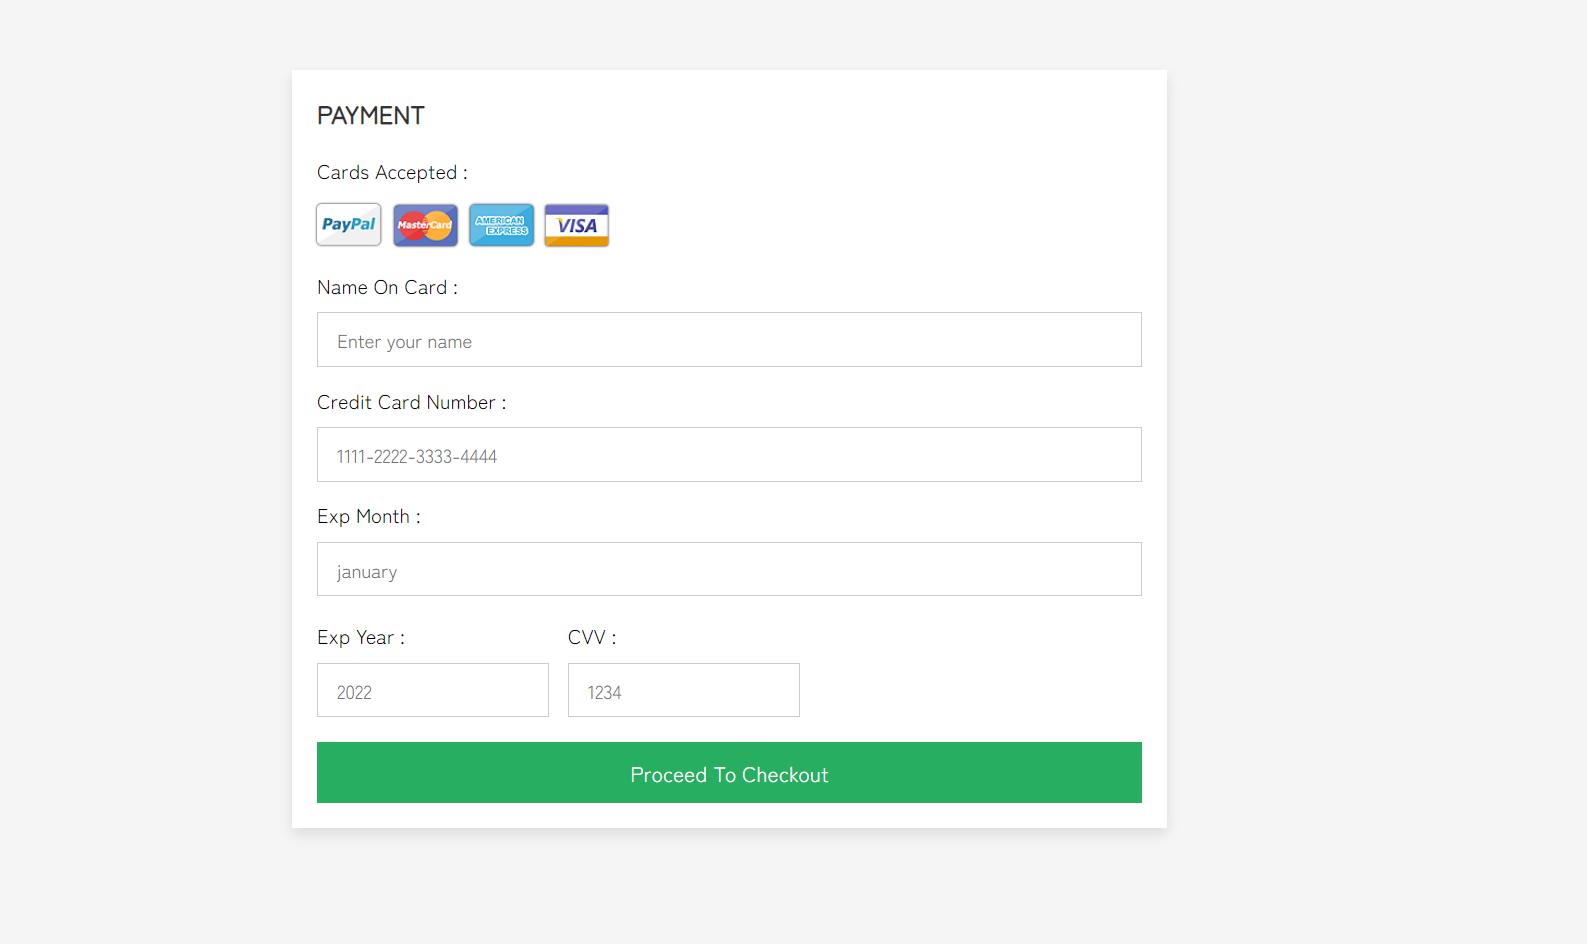 PAYMENT
Cards Accepted :
PayPal MasterCard AMERICAN EXPRESS VISA
Name On Card :
Enter your name
Credit Card Number :
1111-2222-3333-4444
Exp Month :
january
Exp Year : CVV :
2022 1234
Proceed To Checkout